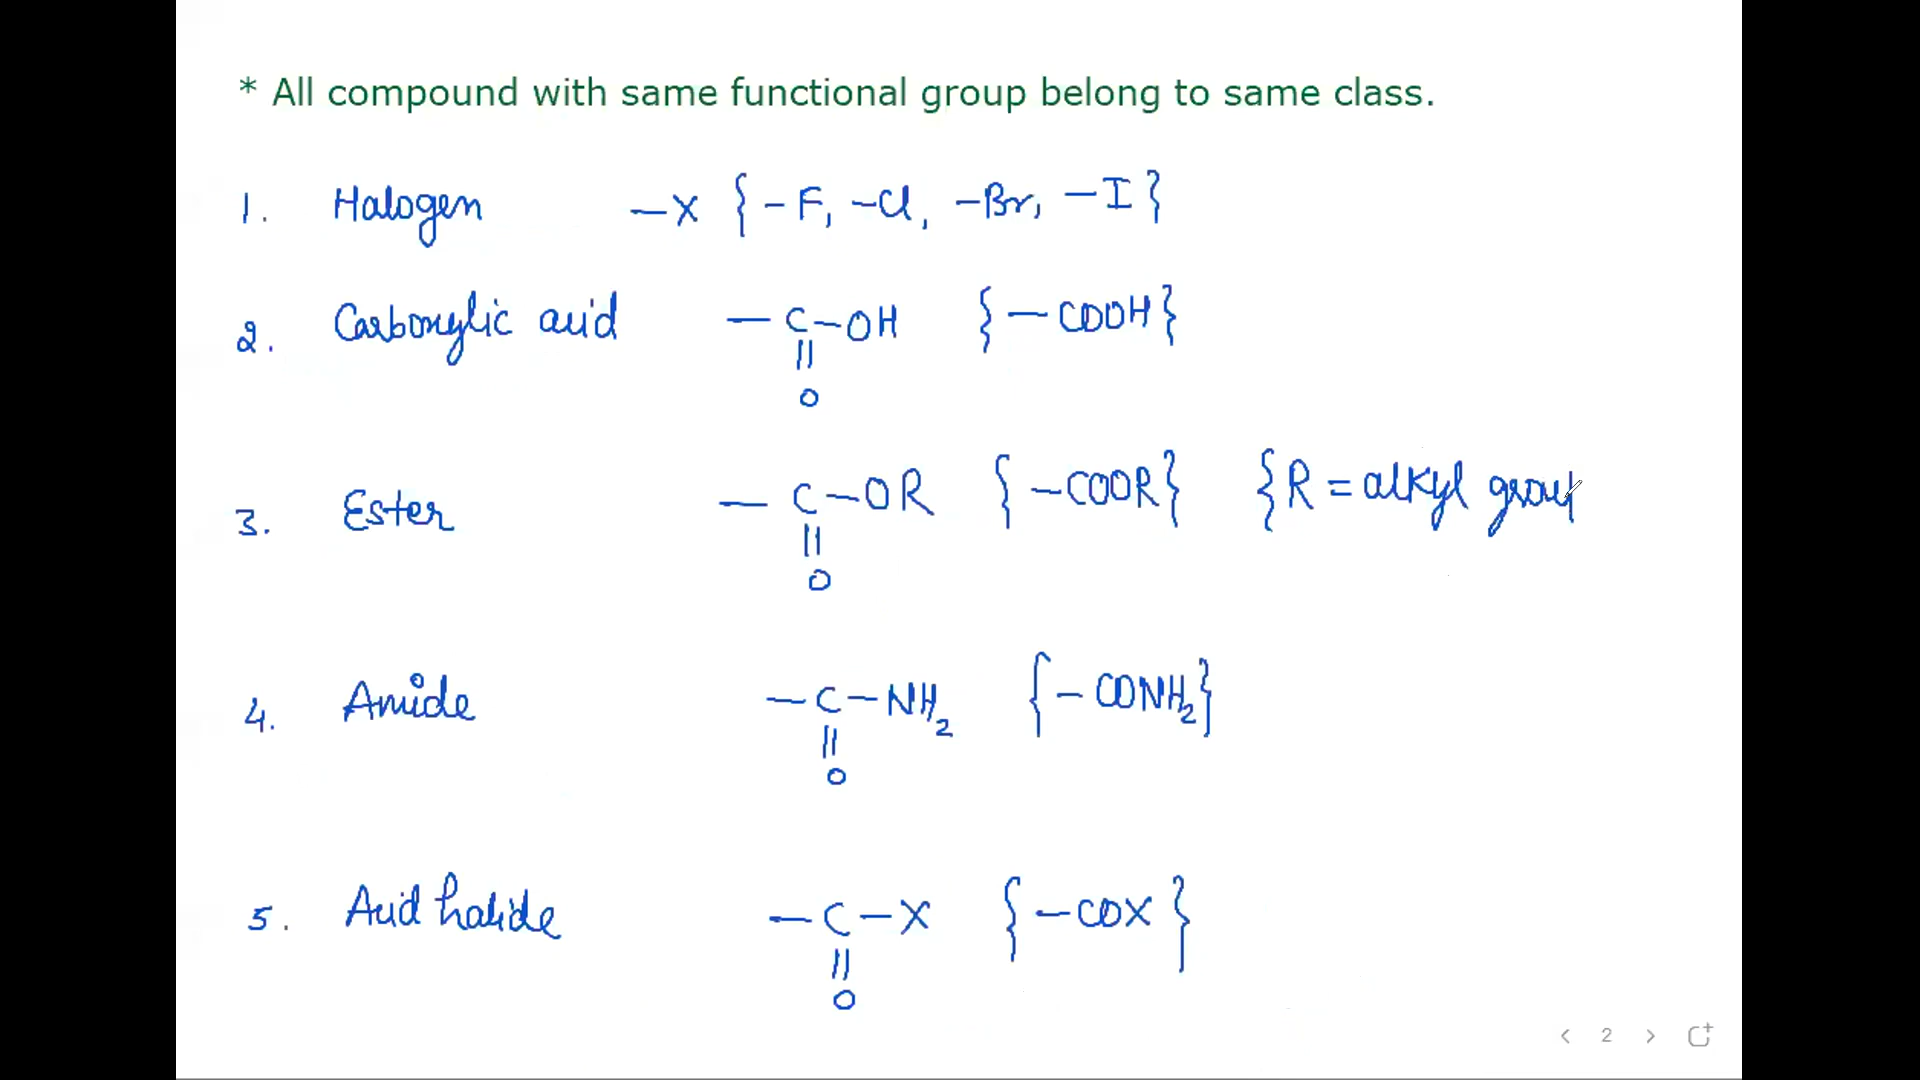 * All compound with same functional group belong to same class.
1. Halogen —X {–F, –Cl, –Br, –I}
2. Carboxylic acid —C–OH {–COOH}
||
O
3. Ester —C–OR {–COOR} {R = alkyl group
||
O
4. Amide —C–NH₂ {–CONH₂}
||
O
5. Acid halide —C–X {–COX}
||
O
< 2 >